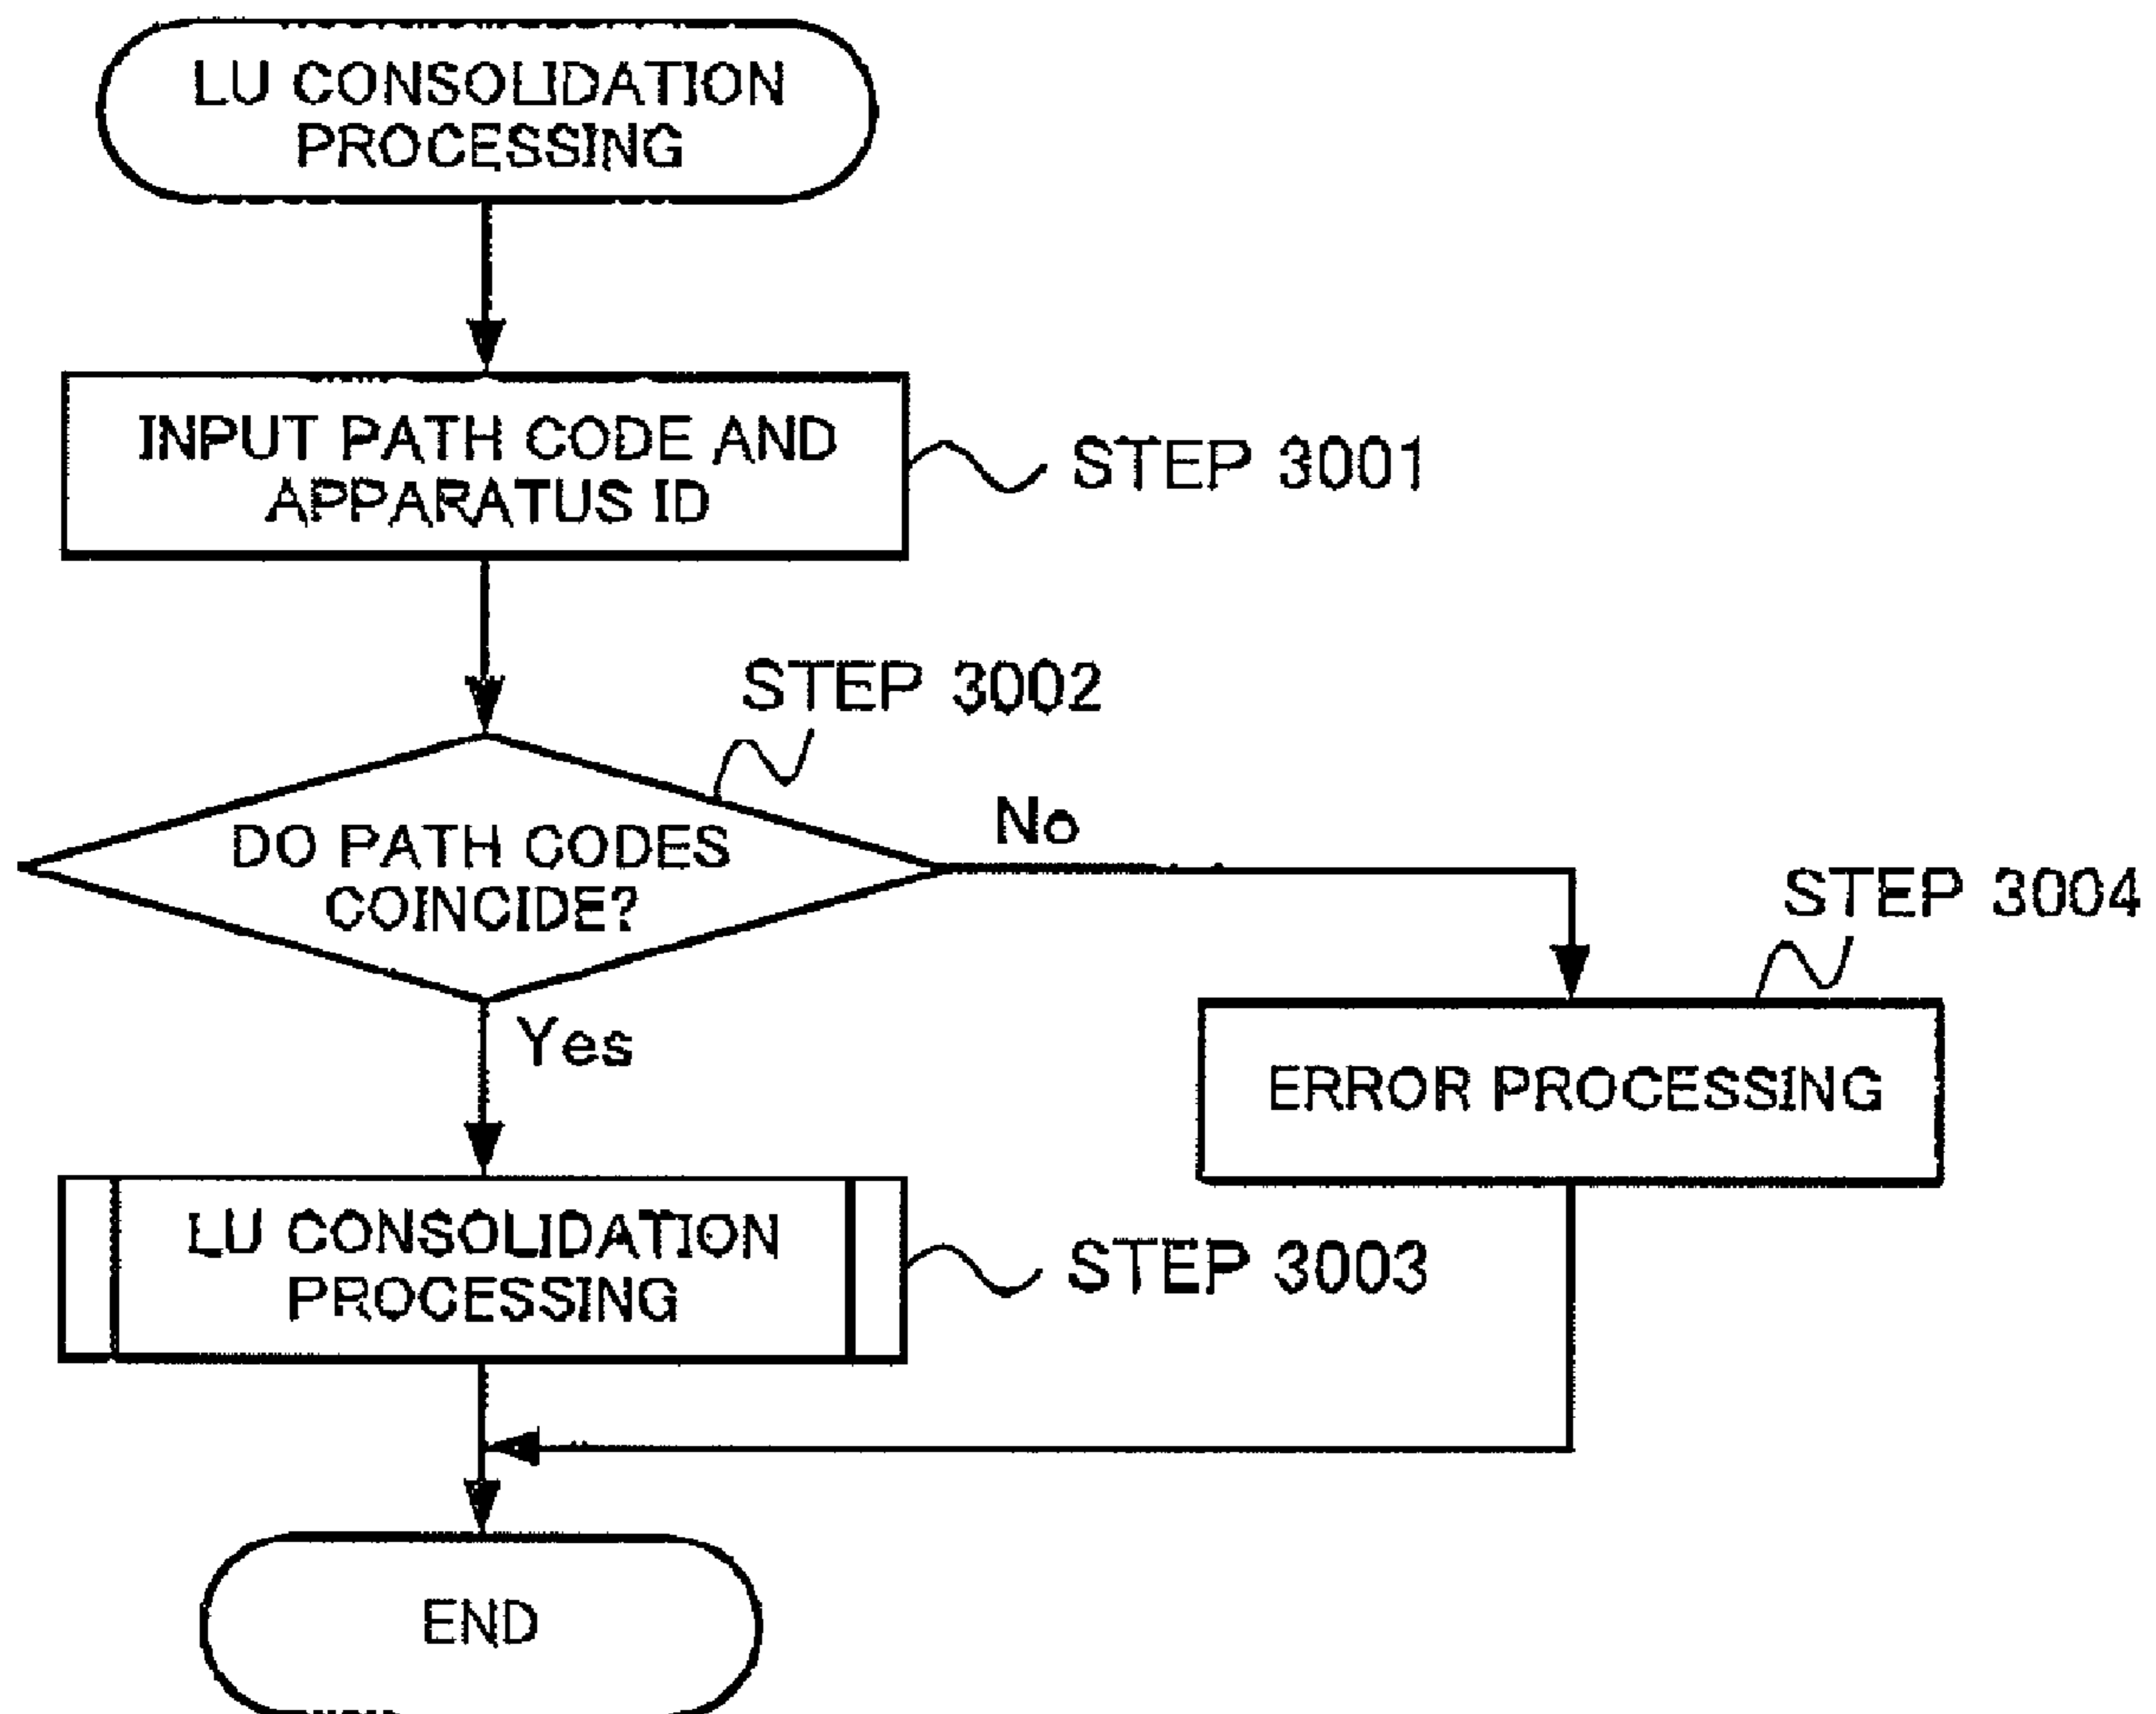 LU CONSOLIDATION
PROCESSING
INPUT PATH CODE AND
APPARATUS ID
STEP 3001
STEP 3002
DO PATH CODES
COINCIDE?
No
Yes
STEP 3004
ERROR PROCESSING
LU CONSOLIDATION
PROCESSING
STEP 3003
END